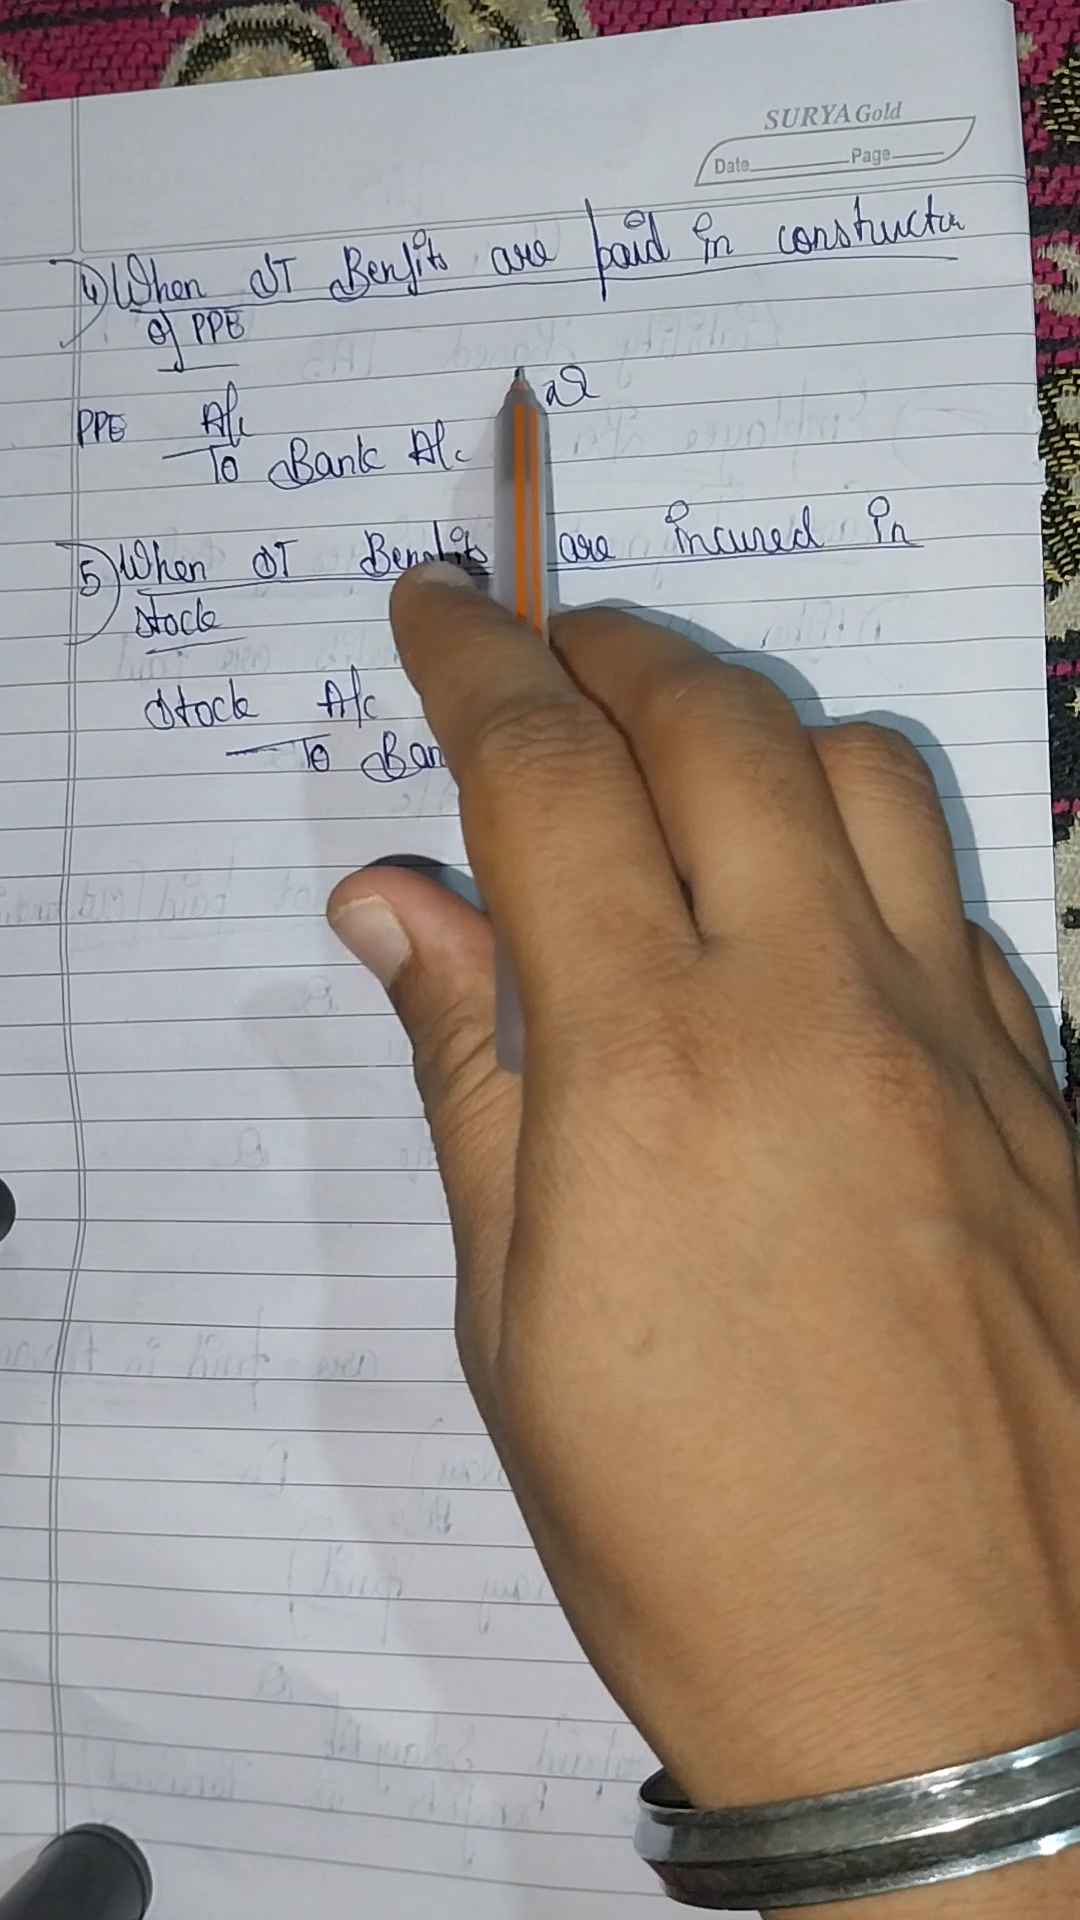 SURYA Gold
Date Page
4) When ST Benfits are paid in constructn
of PPE
PPE A/c
To Bank A/c
5) When ST Benefits are incured in
Stock
Stock A/c
To Ban